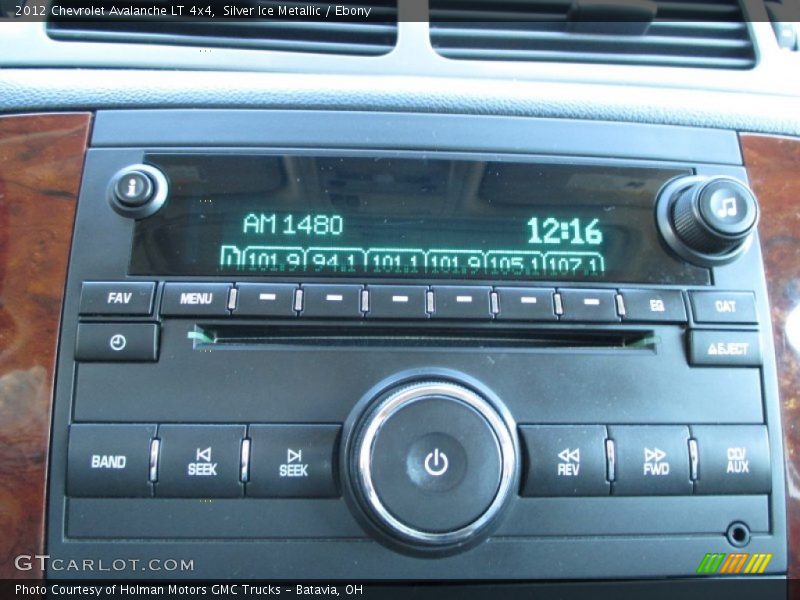 2012 Chevrolet Avalanche LT 4x4, Silver Ice Metallic / Ebony
i
AM 1480 12:16
1 101.9 94.1 101.1 101.9 105.1 107.1
FAV MENU EQ CAT
EJECT
BAND SEEK SEEK REV FWD CD/ AUX
GTCARLOT.COM
Photo Courtesy of Holman Motors GMC Trucks - Batavia, OH